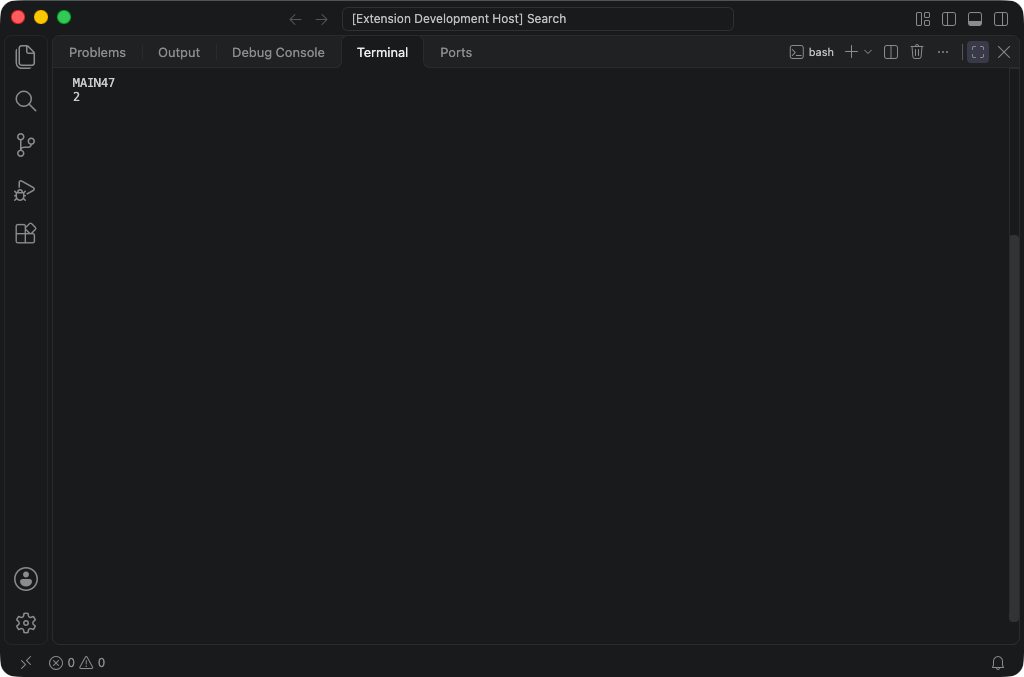 [Extension Development Host] Search
Problems Output Debug Console Terminal Ports bash
MAIN47
2
0 0